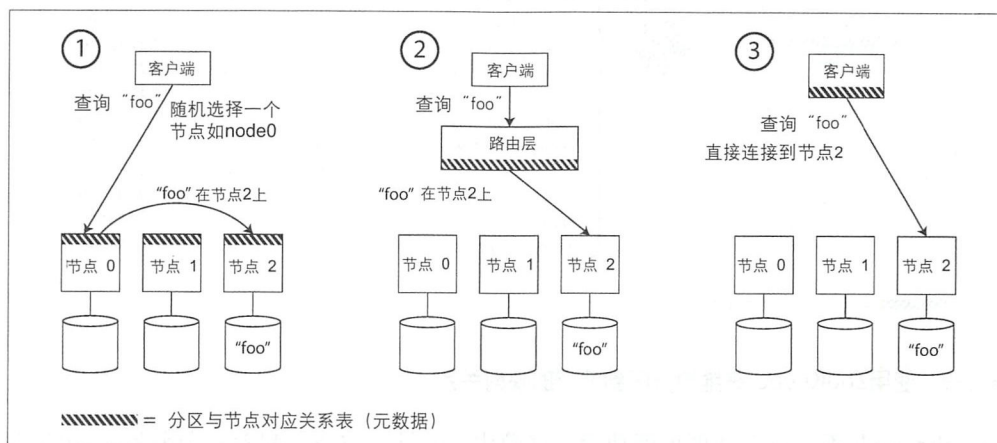 ①
客户端
查询 “foo”
随机选择一个
节点如node0
“foo” 在节点2上
节点 0
节点 1
节点 2
“foo”
②
客户端
查询 “foo”
路由层
“foo” 在节点2上
节点 0
节点 1
节点 2
“foo”
③
客户端
查询 “foo”
直接连接到节点2
节点 0
节点 1
节点 2
“foo”
= 分区与节点对应关系表（元数据）